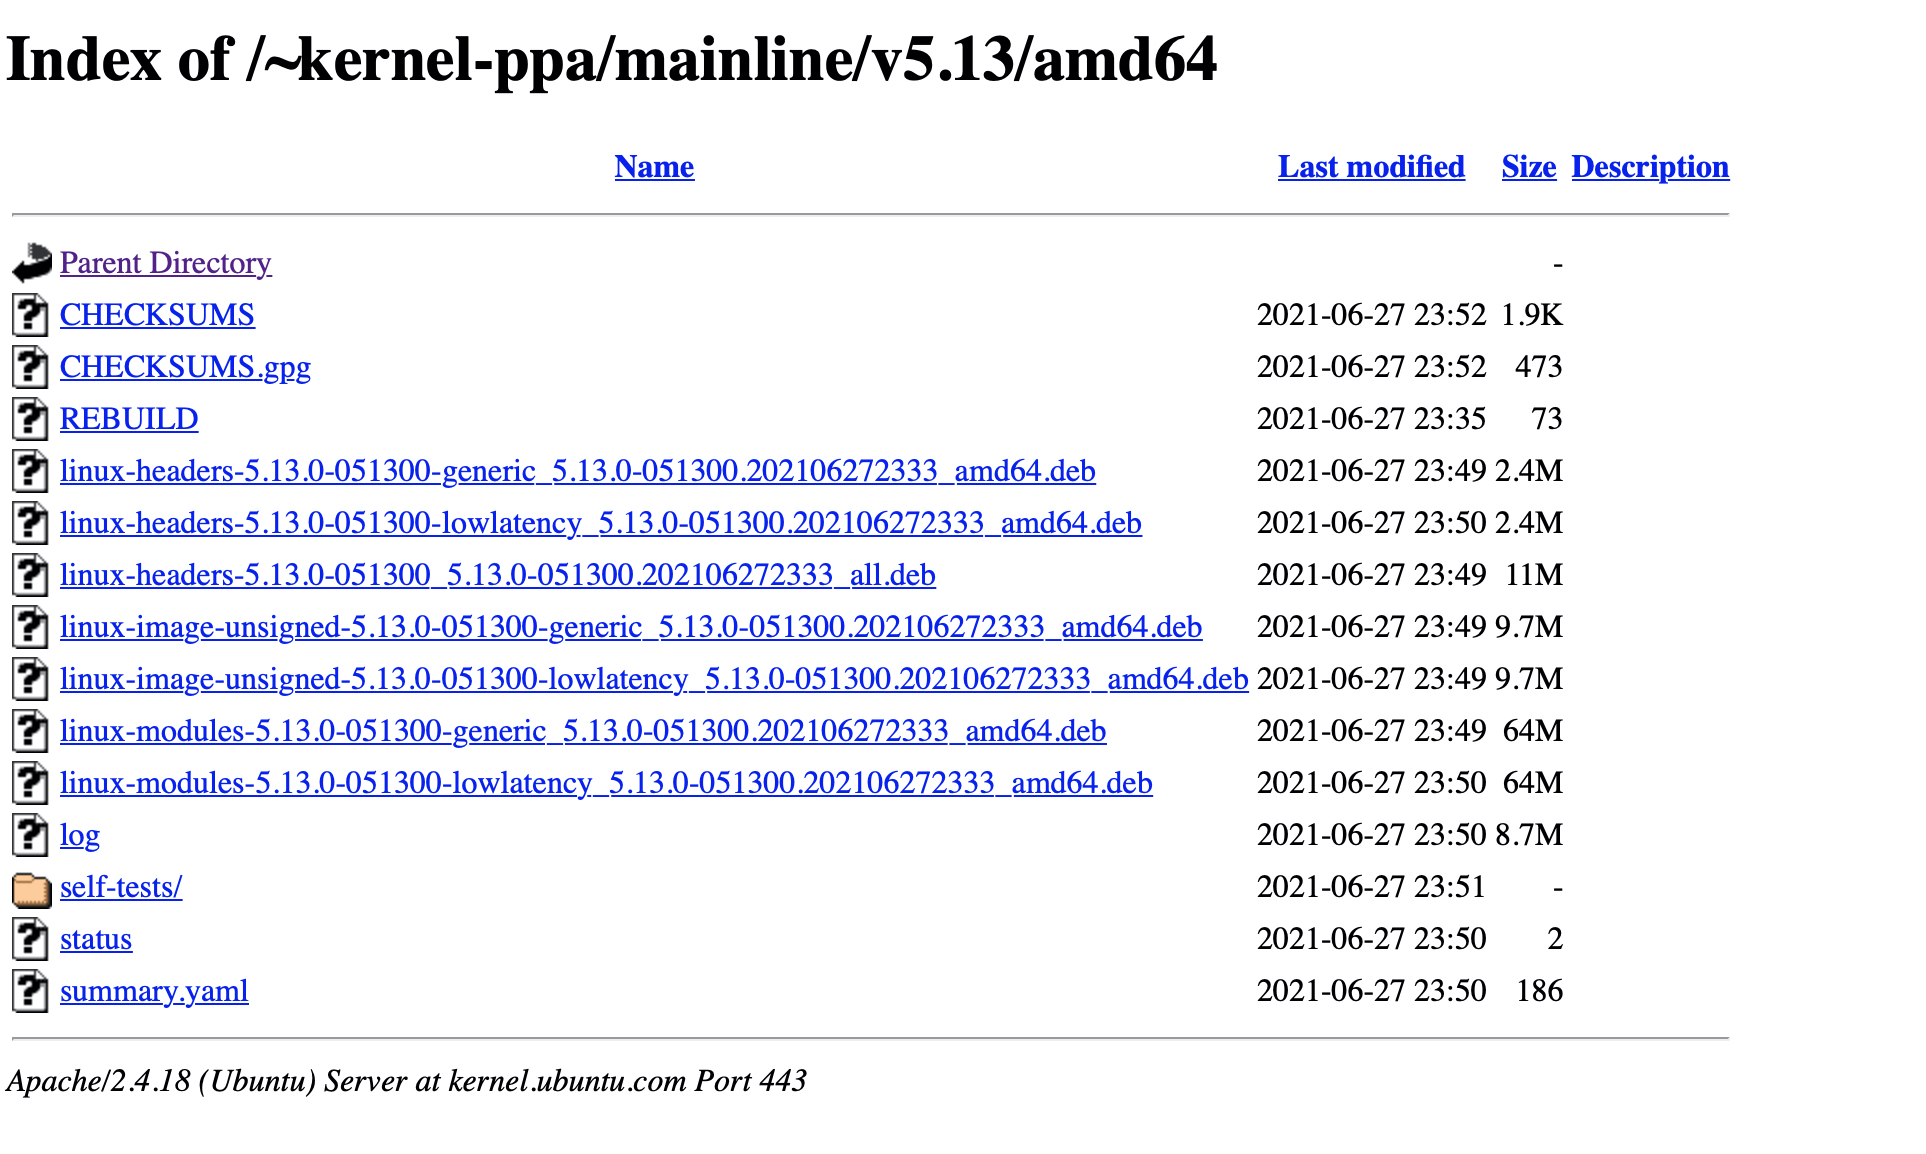 Index of /~kernel-ppa/mainline/v5.13/amd64
Name Last modified Size Description
Parent Directory -
CHECKSUMS 2021-06-27 23:52 1.9K
CHECKSUMS.gpg 2021-06-27 23:52 473
REBUILD 2021-06-27 23:35 73
linux-headers-5.13.0-051300-generic_5.13.0-051300.202106272333_amd64.deb 2021-06-27 23:49 2.4M
linux-headers-5.13.0-051300-lowlatency_5.13.0-051300.202106272333_amd64.deb 2021-06-27 23:50 2.4M
linux-headers-5.13.0-051300_5.13.0-051300.202106272333_all.deb 2021-06-27 23:49 11M
linux-image-unsigned-5.13.0-051300-generic_5.13.0-051300.202106272333_amd64.deb 2021-06-27 23:49 9.7M
linux-image-unsigned-5.13.0-051300-lowlatency_5.13.0-051300.202106272333_amd64.deb 2021-06-27 23:49 9.7M
linux-modules-5.13.0-051300-generic_5.13.0-051300.202106272333_amd64.deb 2021-06-27 23:49 64M
linux-modules-5.13.0-051300-lowlatency_5.13.0-051300.202106272333_amd64.deb 2021-06-27 23:50 64M
log 2021-06-27 23:50 8.7M
self-tests/ 2021-06-27 23:51 -
status 2021-06-27 23:50 2
summary.yaml 2021-06-27 23:50 186
Apache/2.4.18 (Ubuntu) Server at kernel.ubuntu.com Port 443